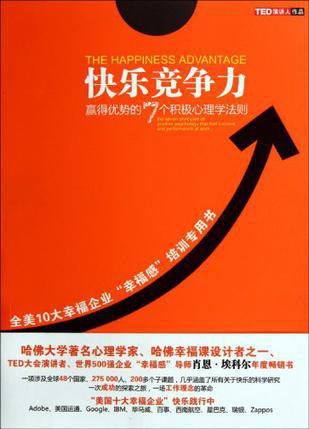 TED演讲人作品
THE HAPPINESS ADVANTAGE
快乐竞争力
赢得优势的7个积极心理学法则
the seven principles of
positive psychology that fuel success
and performance at work
全美10大幸福企业“幸福感”培训专用书
哈佛大学著名心理学家、哈佛幸福课设计者之一、
TED大会演讲者、世界500强企业“幸福感”导师肖恩·埃科尔年度畅销书
一项涉及全球48个国家、275 000人、200多个子课题，几乎涵盖了所有关于快乐的科学研究
一次成功的探索之旅，一场工作理念的革命
“美国十大幸福企业”快乐践行中
Adobe、美国运通、Google、IBM、毕马威、百事、西南航空、星巴克、瑞银、Zappos